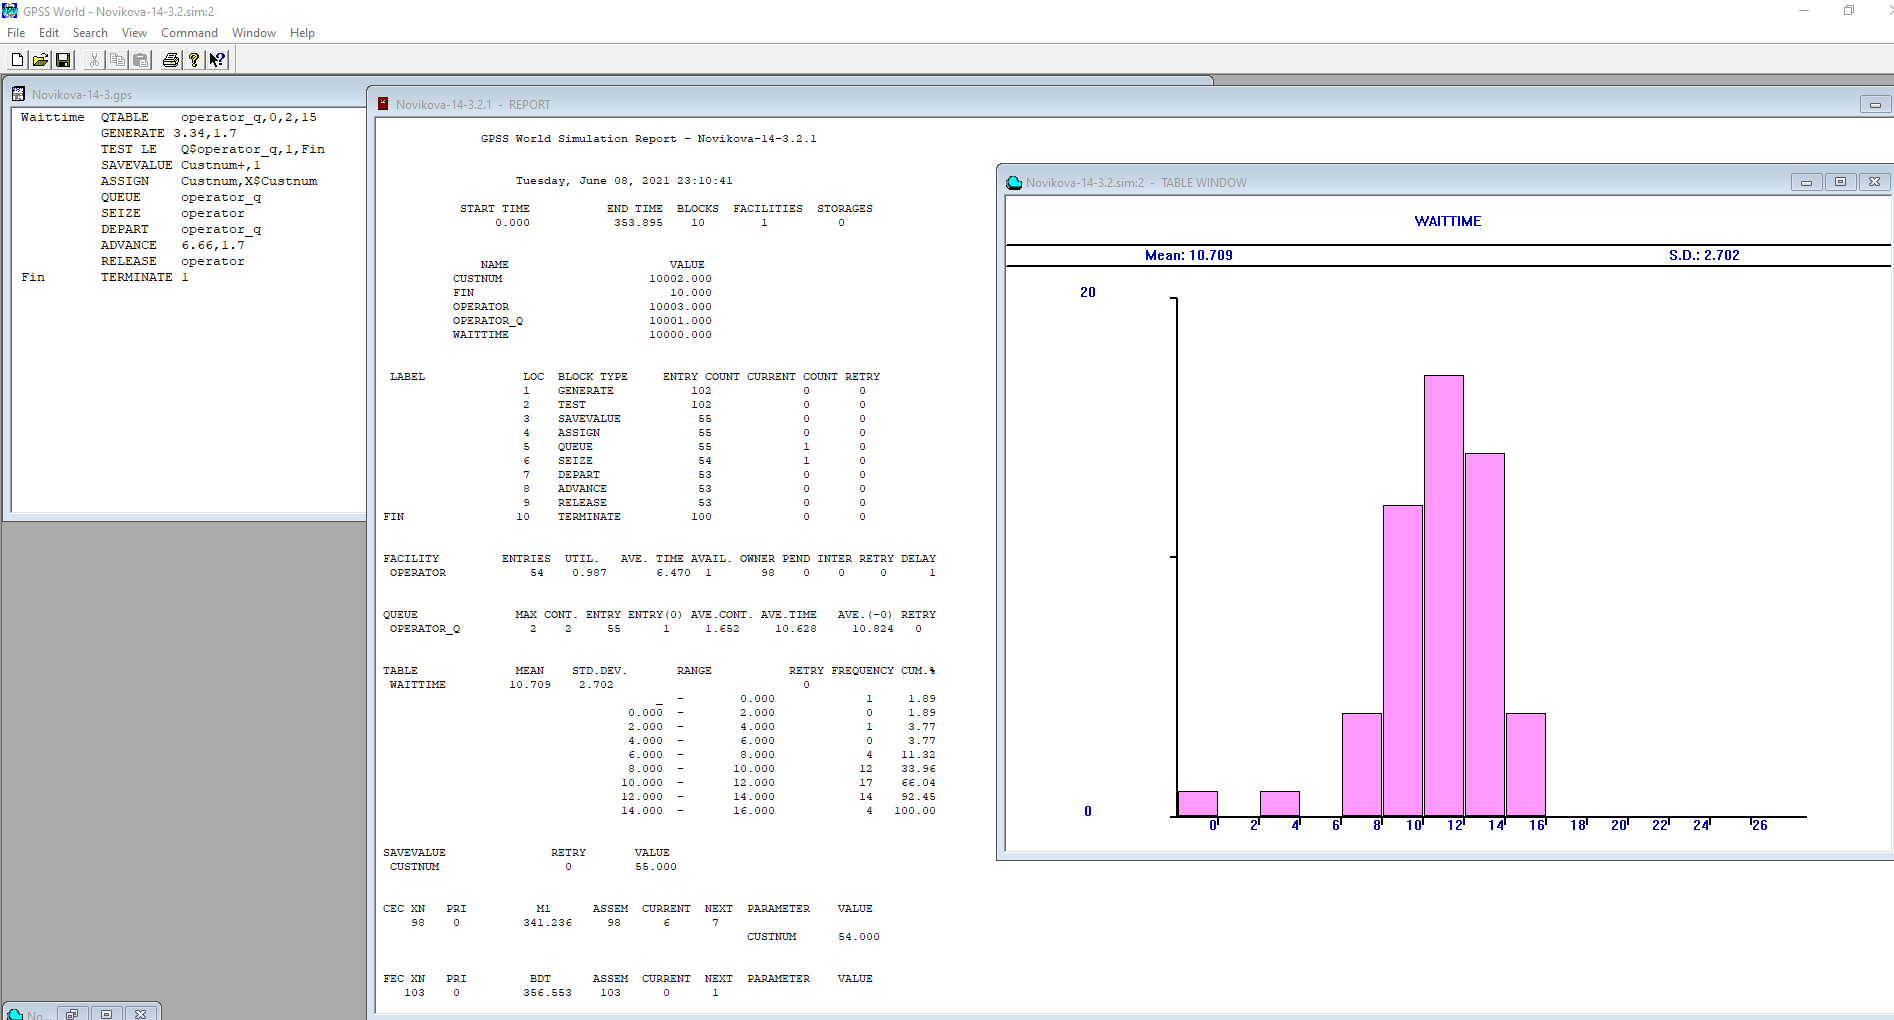 GPSS World - Novikova-14-3.2.sim:2
File Edit Search View Command Window Help
Novikova-14-3.gps
Waittime QTABLE operator_q,0,2,15
GENERATE 3.34,1.7
TEST LE Q$operator_q,1,Fin
SAVEVALUE Custnum+,1
ASSIGN Custnum,X$Custnum
QUEUE operator_q
SEIZE operator
DEPART operator_q
ADVANCE 6.66,1.7
RELEASE operator
Fin TERMINATE 1
Novikova-14-3.2.1 - REPORT
GPSS World Simulation Report - Novikova-14-3.2.1
Tuesday, June 08, 2021 23:10:41
START TIME END TIME BLOCKS FACILITIES STORAGES
0.000 353.895 10 1 0
NAME VALUE
CUSTNUM 10002.000
FIN 10.000
OPERATOR 10003.000
OPERATOR_Q 10001.000
WAITTIME 10000.000
LABEL LOC BLOCK TYPE ENTRY COUNT CURRENT COUNT RETRY
1 GENERATE 102 0 0
2 TEST 102 0 0
3 SAVEVALUE 55 0 0
4 ASSIGN 55 0 0
5 QUEUE 55 1 0
6 SEIZE 54 1 0
7 DEPART 53 0 0
8 ADVANCE 53 0 0
9 RELEASE 53 0 0
FIN 10 TERMINATE 100 0 0
FACILITY ENTRIES UTIL. AVE. TIME AVAIL. OWNER PEND INTER RETRY DELAY
OPERATOR 54 0.987 6.470 1 98 0 0 0 1
QUEUE MAX CONT. ENTRY ENTRY(0) AVE.CONT. AVE.TIME AVE.(-0) RETRY
OPERATOR_Q 2 2 55 1 1.652 10.628 10.824 0
TABLE MEAN STD.DEV. RANGE RETRY FREQUENCY CUM.%
WAITTIME 10.709 2.702 0
_ - 0.000 1 1.89
0.000 - 2.000 0 1.89
2.000 - 4.000 1 3.77
4.000 - 6.000 0 3.77
6.000 - 8.000 4 11.32
8.000 - 10.000 12 33.96
10.000 - 12.000 17 66.04
12.000 - 14.000 14 92.45
14.000 - 16.000 4 100.00
SAVEVALUE RETRY VALUE
CUSTNUM 0 55.000
CEC XN PRI M1 ASSEM CURRENT NEXT PARAMETER VALUE
98 0 341.236 98 6 7
CUSTNUM 54.000
FEC XN PRI BDT ASSEM CURRENT NEXT PARAMETER VALUE
103 0 356.553 103 0 1
Novikova-14-3.2.sim:2 - TABLE WINDOW
WAITTIME
Mean: 10.709 S.D.: 2.702
20
0
0 2 4 6 8 10 12 14 16 18 20 22 24 26
No...